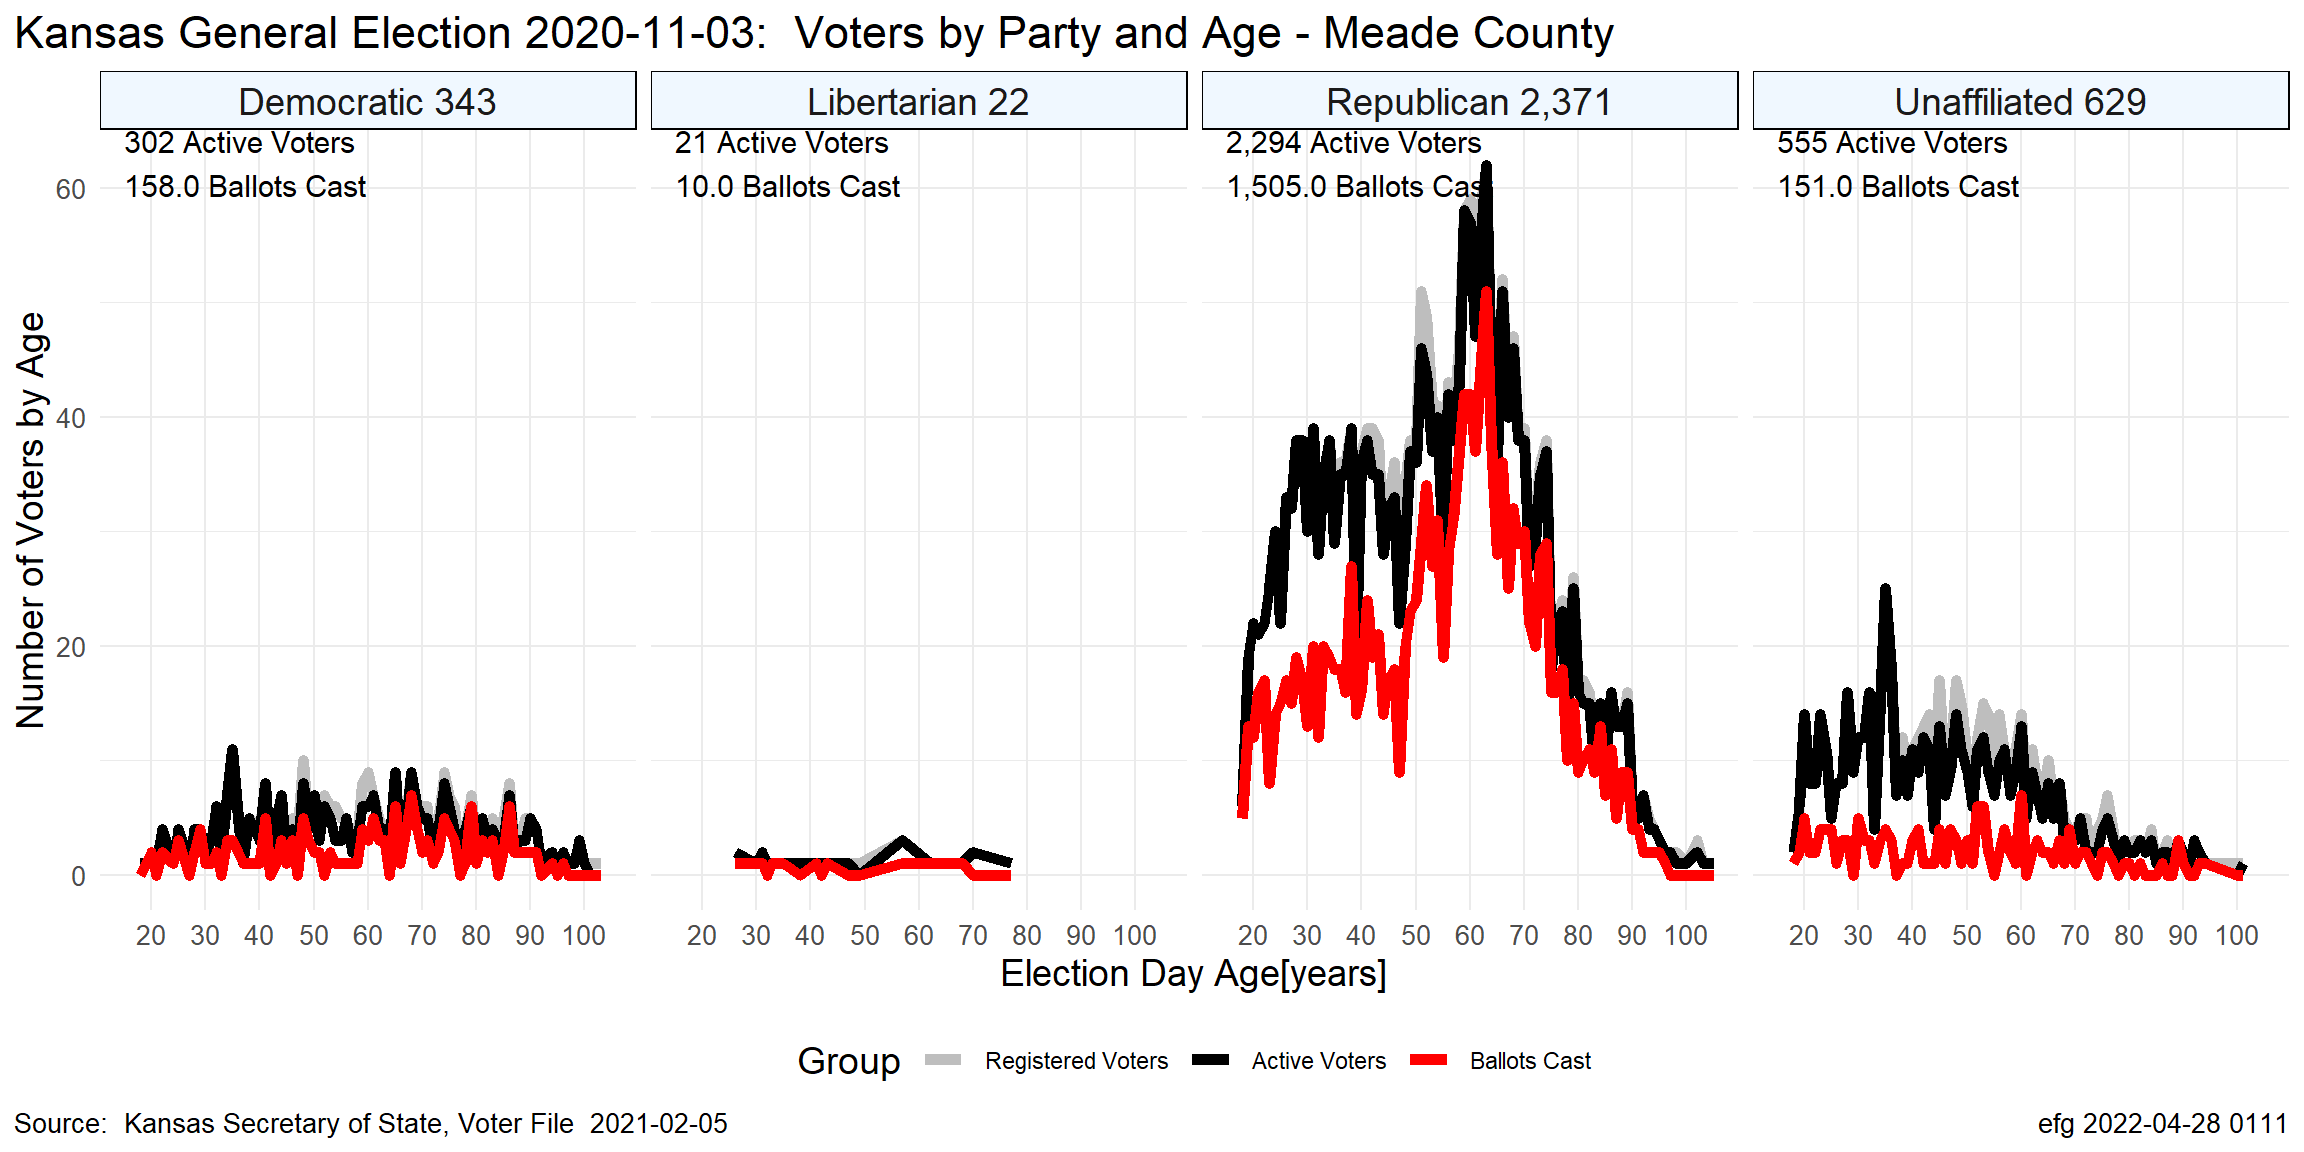 Kansas General Election 2020-11-03:  Voters by Party and Age - Meade County
Democratic 343
Libertarian 22
Republican 2,371
Unaffiliated 629
302 Active Voters
158.0 Ballots Cast
21 Active Voters
10.0 Ballots Cast
2,294 Active Voters
1,505.0 Ballots Cast
555 Active Voters
151.0 Ballots Cast
Number of Voters by Age
60
40
20
0
20 30 40 50 60 70 80 90 100
20 30 40 50 60 70 80 90 100
20 30 40 50 60 70 80 90 100
20 30 40 50 60 70 80 90 100
Election Day Age[years]
Group Registered Voters Active Voters Ballots Cast
Source:  Kansas Secretary of State, Voter File  2021-02-05
efg 2022-04-28 0111